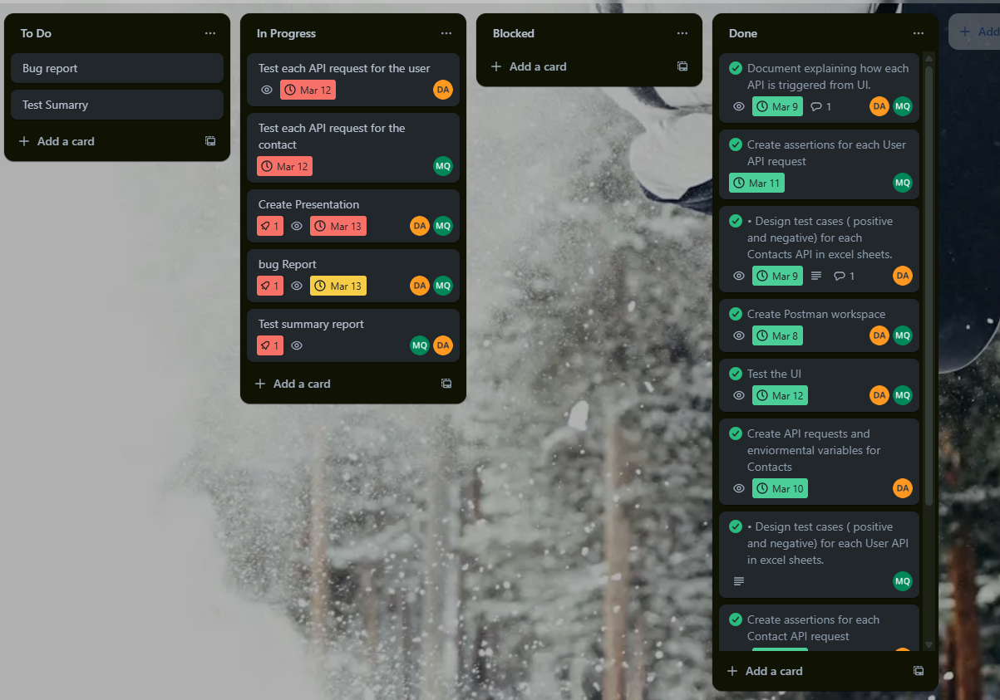 To Do
Bug report
Test Sumarry
Add a card
In Progress
Test each API request for the user
Mar 12
DA
Test each API request for the
contact
Mar 12
MQ
Create Presentation
1
Mar 13
DA
MQ
bug Report
1
Mar 13
DA
MQ
Test summary report
1
MQ
DA
Add a card
Blocked
Add a card
Done
Document explaining how each
API is triggered from UI.
Mar 9
1
DA
MQ
Create assertions for each User
API request
Mar 11
MQ
• Design test cases ( positive
and negative) for each
Contacts API in excel sheets.
Mar 9
1
DA
Create Postman workspace
Mar 8
DA
MQ
Test the UI
Mar 12
DA
MQ
Create API requests and
enviormental variables for
Contacts
Mar 10
DA
• Design test cases ( positive
and negative) for each User API
in excel sheets.
MQ
Create assertions for each
Contact API request
Add a card
Add